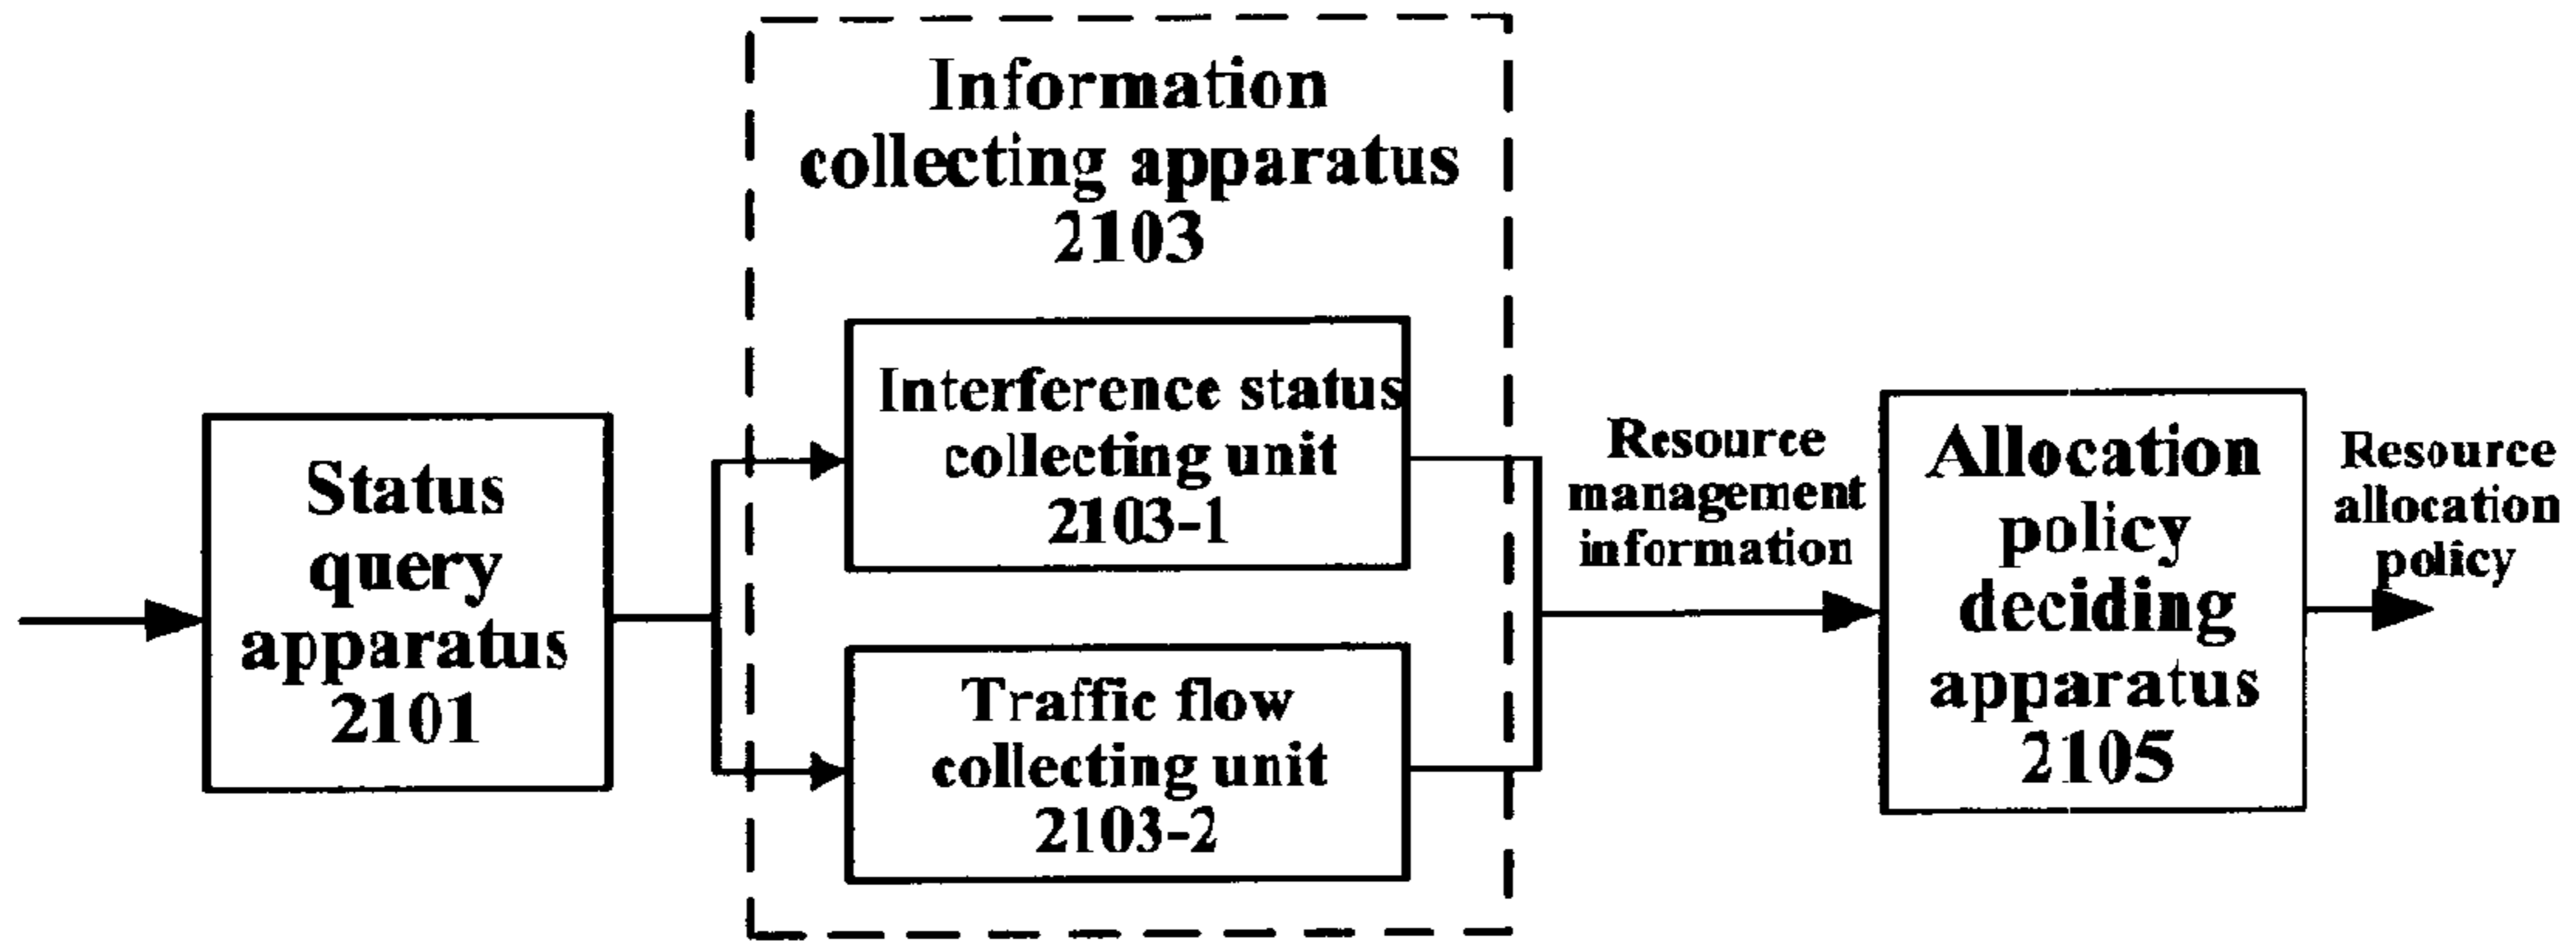 Information
collecting apparatus
2103
Status
query
apparatus
2101
Interference status
collecting unit
2103-1
Traffic flow
collecting unit
2103-2
Resource
management
information
Allocation
policy
deciding
apparatus
2105
Resource
allocation
policy